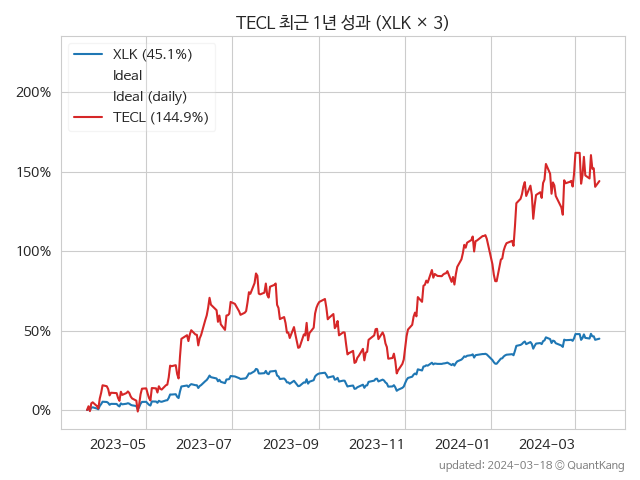 TECL 최근 1년 성과 (XLK × 3)
XLK (45.1%)
Ideal
Ideal (daily)
TECL (144.9%)
200%
150%
100%
50%
0%
2023-05 2023-07 2023-09 2023-11 2024-01 2024-03
updated: 2024-03-18 © QuantKang